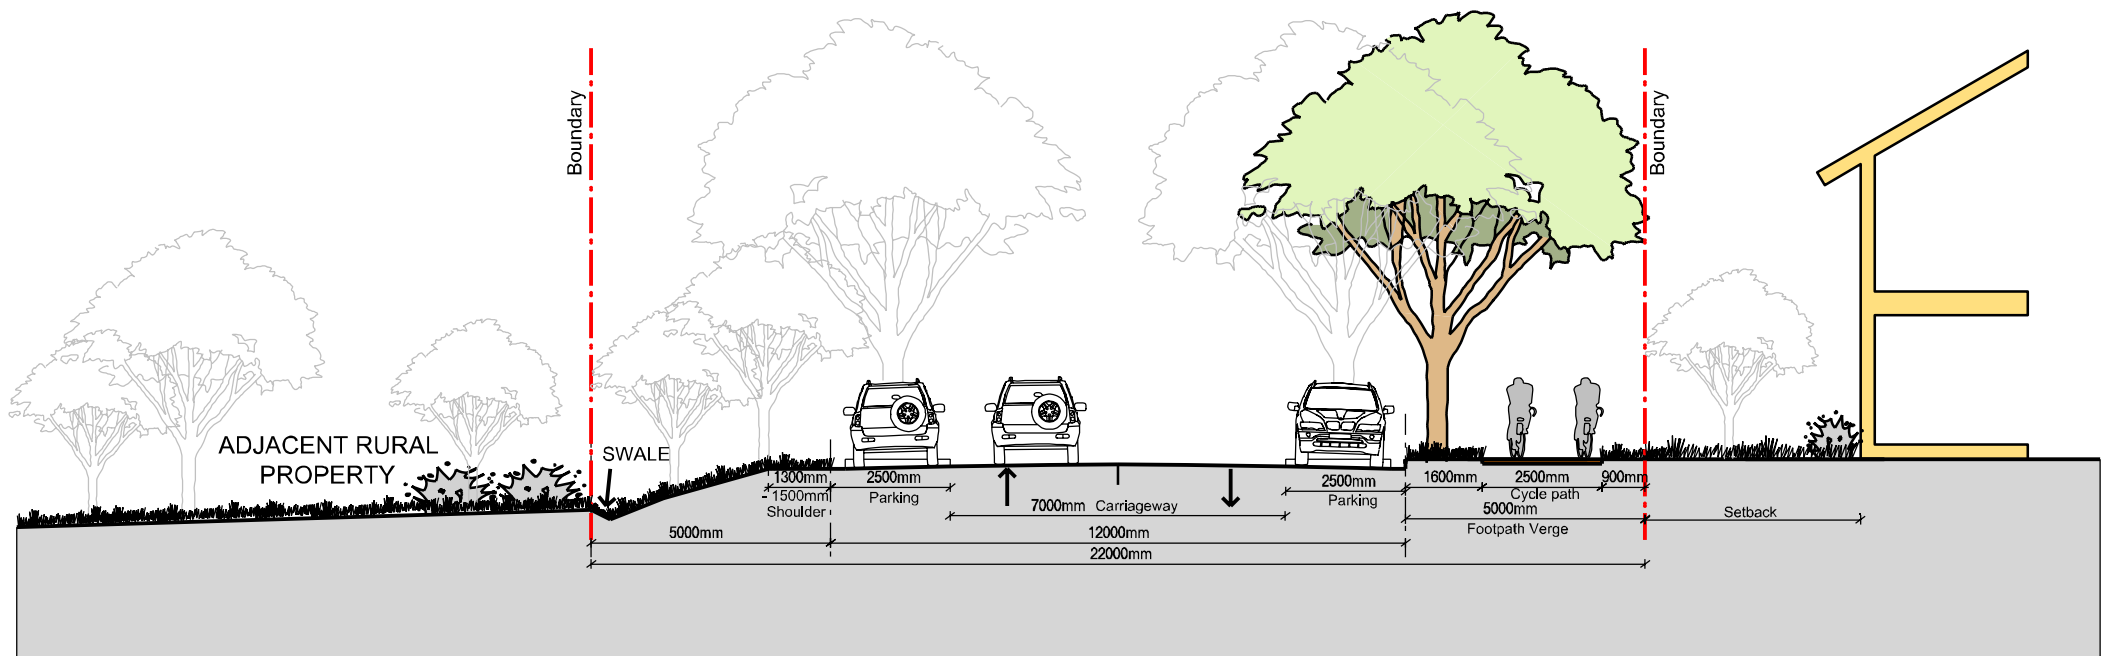 Boundary
Boundary
ADJACENT RURAL
PROPERTY
SWALE
1300mm
- 1500mm
Shoulder
2500mm
Parking
7000mm Carriageway
2500mm
Parking
1600mm
2500mm
Cycle path
900mm
5000mm
Footpath Verge
Setback
5000mm
12000mm
22000mm